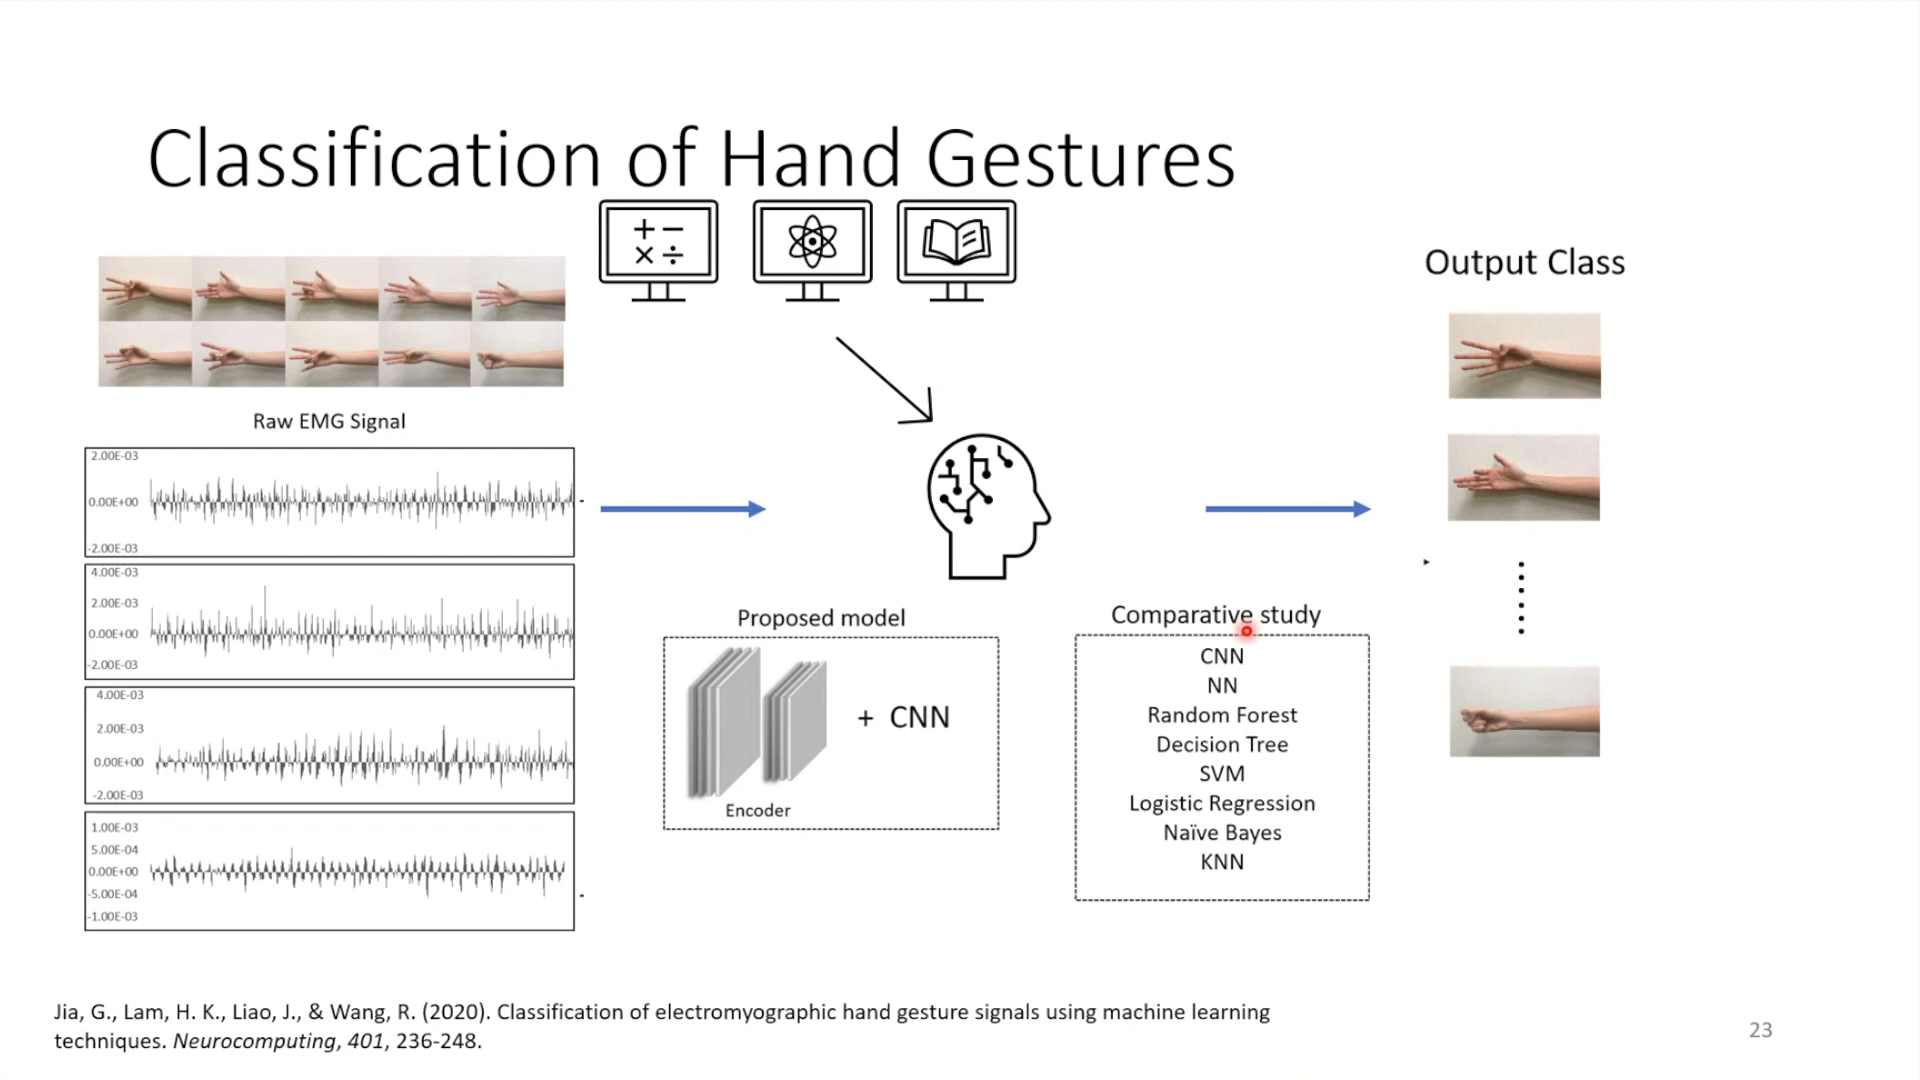 Classification of Hand Gestures
Output Class
Raw EMG Signal
2.00E-03
0.00E+00
-2.00E-03
4.00E-03
2.00E-03
0.00E+00
-2.00E-03
4.00E-03
2.00E-03
0.00E+00
-2.00E-03
1.00E-03
5.00E-04
0.00E+00
-5.00E-04
-1.00E-03
Proposed model
+ CNN
Encoder
Comparative study
CNN
NN
Random Forest
Decision Tree
SVM
Logistic Regression
Naïve Bayes
KNN
Jia, G., Lam, H. K., Liao, J., & Wang, R. (2020). Classification of electromyographic hand gesture signals using machine learning
techniques. Neurocomputing, 401, 236-248.
23